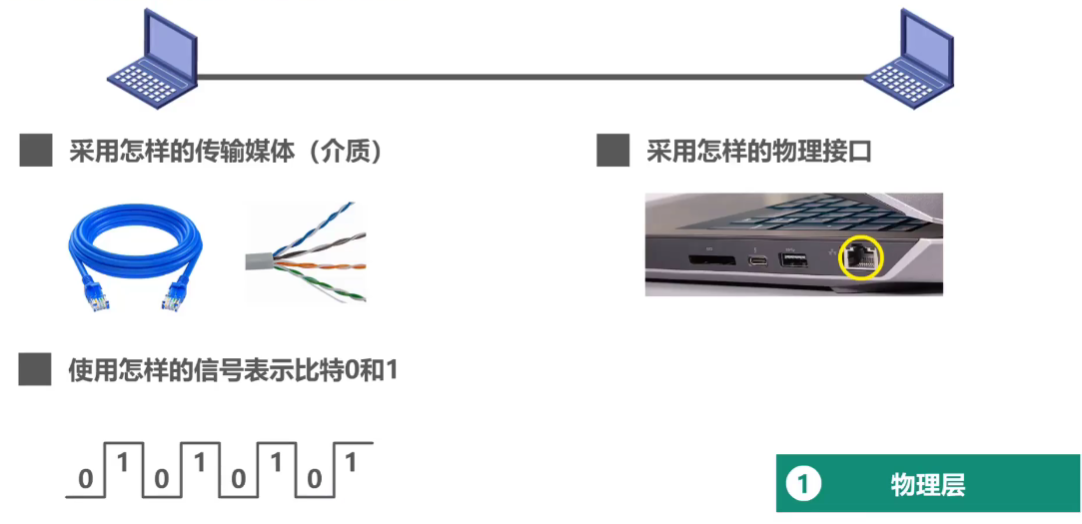 采用怎样的传输媒体（介质）
采用怎样的物理接口
使用怎样的信号表示比特0和1
0 1 0 1 0 1 0 1
1 物理层